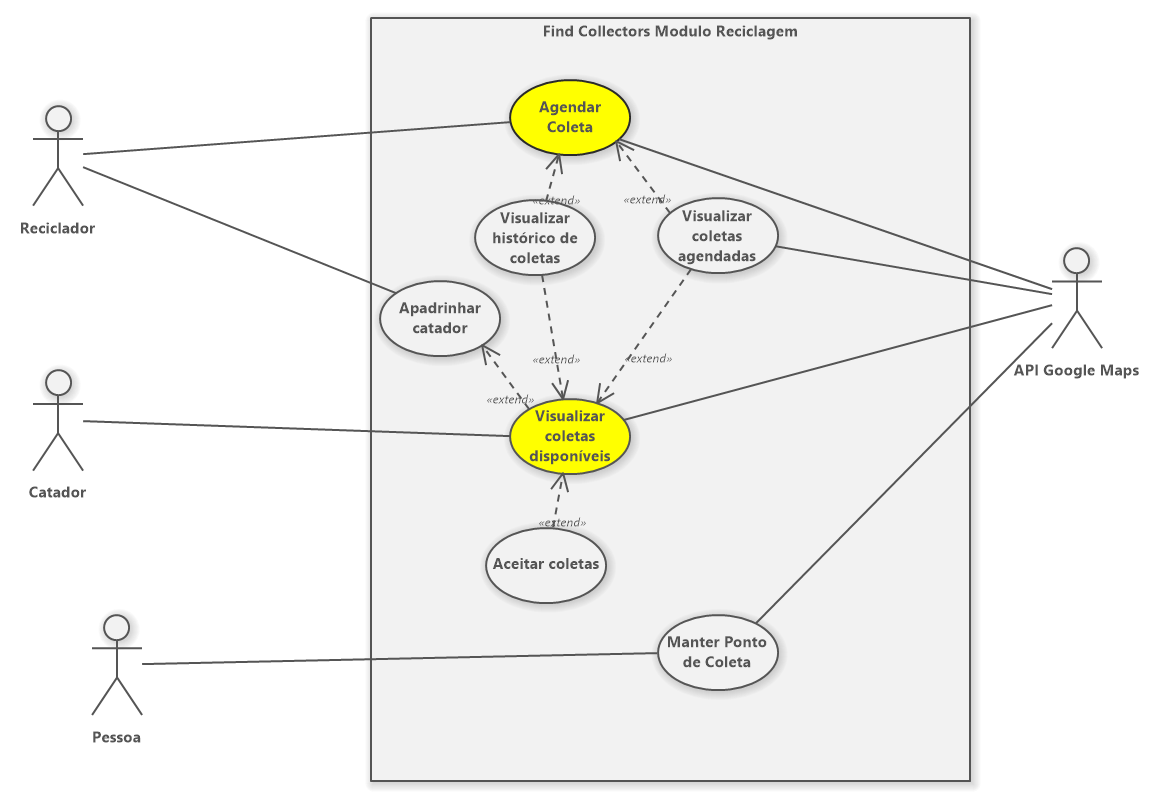 Find Collectors Modulo Reciclagem
Agendar
Coleta
Reciclador
«extend»
«extend»
Visualizar
histórico de
coletas
Visualizar
coletas
agendadas
Apadrinhar
catador
API Google Maps
«extend»
«extend»
«extend»
Visualizar
coletas
disponíveis
Catador
«extend»
Aceitar coletas
Manter Ponto
de Coleta
Pessoa